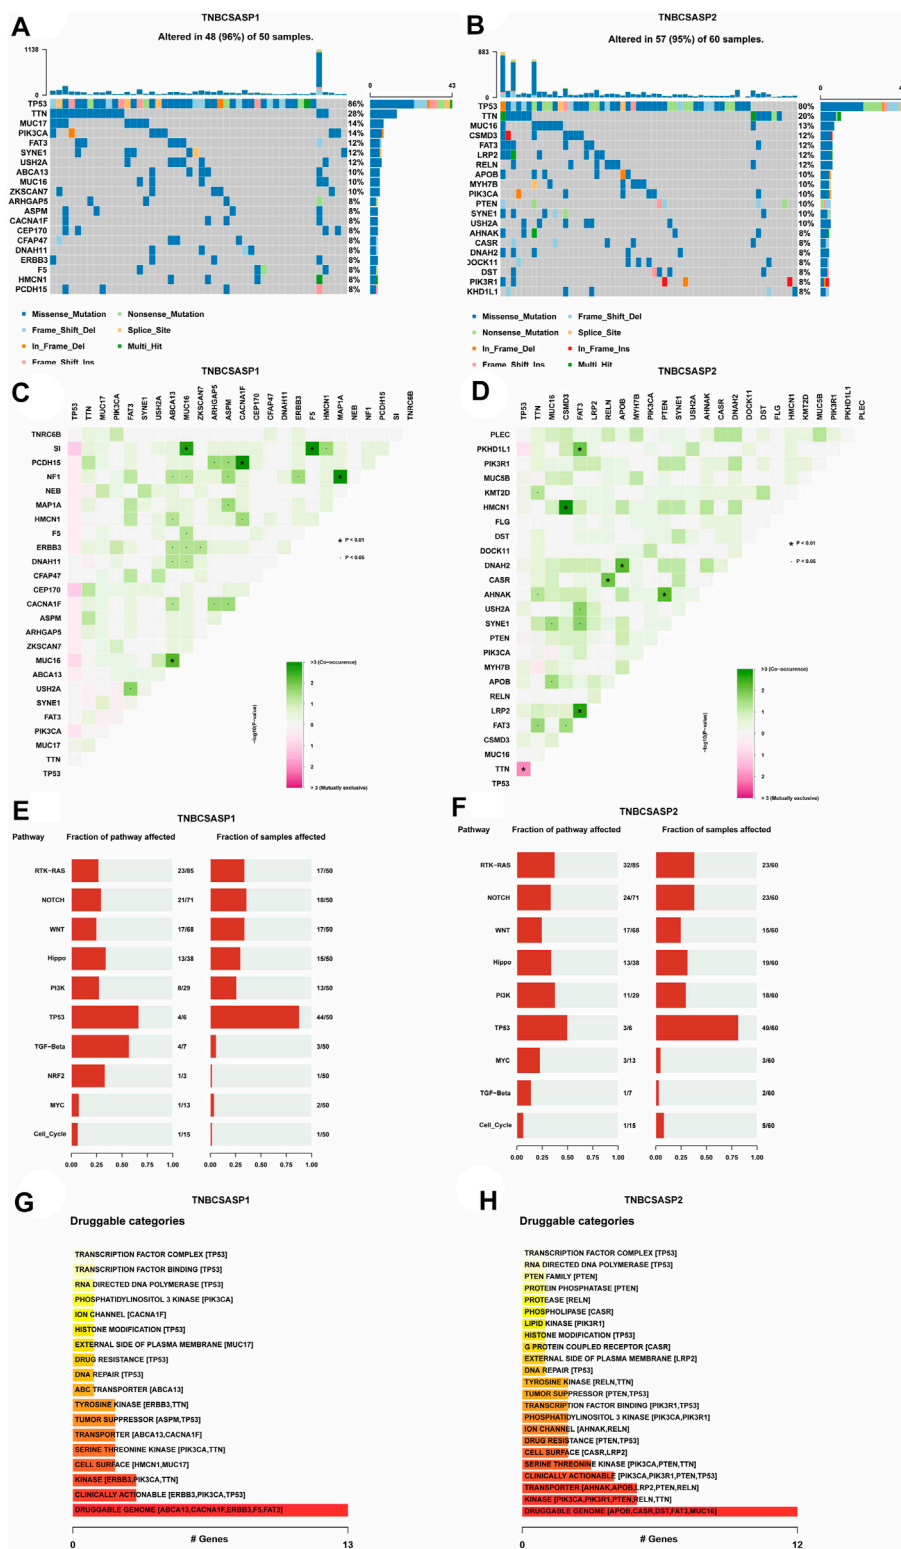 A
TNBCSASP1
Altered in 48 (96%) of 50 samples.
1138
0
0
43
TP53 86%
TTN 28%
MUC17 14%
PIK3CA 14%
FAT3 12%
SYNE1 12%
USH2A 12%
ABCA13 10%
MUC16 10%
ZKSCAN7 10%
ARHGAP5 8%
ASPM 8%
CACNA1F 8%
CEP170 8%
CFAP47 8%
DNAH11 8%
ERBB3 8%
F5 8%
HMCN1 8%
PCDH15 8%
Missense_Mutation
Nonsense_Mutation
Frame_Shift_Del
Splice_Site
In_Frame_Del
Multi_Hit
Frame_Shift_Ins
B
TNBCSASP2
Altered in 57 (95%) of 60 samples.
883
0
0
4
TP53 80%
TTN 20%
MUC16 13%
CSMD3 12%
FAT3 12%
LRP2 12%
RELN 12%
APOB 10%
MYH7B 10%
PIK3CA 10%
PTEN 10%
SYNE1 10%
USH2A 10%
AHNAK 8%
CASR 8%
DNAH2 8%
DOCK11 8%
DST 8%
PIK3R1 8%
KHD1L1 8%
Missense_Mutation
Frame_Shift_Del
Nonsense_Mutation
Splice_Site
In_Frame_Del
In_Frame_Ins
Frame_Shift_Ins
Multi_Hit
C
TNBCSASP1
TP53 TTN MUC17 PIK3CA FAT3 SYNE1 USH2A ABCA13 MUC16 ZKSCAN7 ARHGAP5 ASPM CACNA1F CEP170 CFAP47 DNAH11 ERBB3 F5 HMCN1 MAP1A NEB NF1 PCDH15 SI TNRC6B
TNRC6B
SI
PCDH15
NF1
NEB
MAP1A
HMCN1
F5
ERBB3
DNAH11
CFAP47
CEP170
CACNA1F
ASPM
ARHGAP5
ZKSCAN7
MUC16
ABCA13
USH2A
SYNE1
FAT3
PIK3CA
MUC17
TTN
TP53
* P < 0.01
· P < 0.05
>3 (Co-occurence)
2
1
0
1
2
> 3 (Mutually exclusive)
-log10(P-value)
D
TNBCSASP2
TP53 TTN MUC16 CSMD3 FAT3 LRP2 RELN APOB MYH7B PIK3CA PTEN SYNE1 USH2A AHNAK CASR DNAH2 DOCK11 DST FLG HMCN1 KMT2D MUC5B PIK3R1 PKHD1L1 PLEC
PLEC
PKHD1L1
PIK3R1
MUC5B
KMT2D
HMCN1
FLG
DST
DOCK11
DNAH2
CASR
AHNAK
USH2A
SYNE1
PTEN
PIK3CA
MYH7B
APOB
RELN
LRP2
FAT3
CSMD3
MUC16
TTN
TP53
* P < 0.01
· P < 0.05
>3 (Co-occurence)
2
1
0
1
2
> 3 (Mutually exclusive)
-log10(P-value)
E
TNBCSASP1
Pathway Fraction of pathway affected Fraction of samples affected
RTK-RAS 23/85 17/50
NOTCH 21/71 18/50
WNT 17/68 17/50
Hippo 13/38 15/50
PI3K 8/29 13/50
TP53 4/6 44/50
TGF-Beta 4/7 3/50
NRF2 1/3 1/50
MYC 1/13 2/50
Cell_Cycle 1/15 1/50
0.00 0.25 0.50 0.75 1.00 0.00 0.25 0.50 0.75 1.00
F
TNBCSASP2
Pathway Fraction of pathway affected Fraction of samples affected
RTK-RAS 32/85 23/60
NOTCH 24/71 23/60
WNT 17/68 15/60
Hippo 13/38 19/60
PI3K 11/29 18/60
TP53 3/6 49/60
MYC 3/13 3/60
TGF-Beta 1/7 2/60
Cell_Cycle 1/15 5/60
0.00 0.25 0.50 0.75 1.00 0.00 0.25 0.50 0.75 1.00
G
TNBCSASP1
Druggable categories
TRANSCRIPTION FACTOR COMPLEX [TP53]
TRANSCRIPTION FACTOR BINDING [TP53]
RNA DIRECTED DNA POLYMERASE [TP53]
PHOSPHATIDYLINOSITOL 3 KINASE [PIK3CA]
ION CHANNEL [CACNA1F]
HISTONE MODIFICATION [TP53]
EXTERNAL SIDE OF PLASMA MEMBRANE [MUC17]
DRUG RESISTANCE [TP53]
DNA REPAIR [TP53]
ABC TRANSPORTER [ABCA13]
TYROSINE KINASE [ERBB3,TTN]
TUMOR SUPPRESSOR [ASPM,TP53]
TRANSPORTER [ABCA13,CACNA1F]
SERINE THREONINE KINASE [PIK3CA,TTN]
CELL SURFACE [HMCN1,MUC17]
KINASE [ERBB3,PIK3CA,TTN]
CLINICALLY ACTIONABLE [ERBB3,PIK3CA,TP53]
DRUGGABLE GENOME [ABCA13,CACNA1F,ERBB3,F5,FAT3]
0 # Genes 13
H
TNBCSASP2
Druggable categories
TRANSCRIPTION FACTOR COMPLEX [TP53]
RNA DIRECTED DNA POLYMERASE [TP53]
PTEN FAMILY [PTEN]
PROTEIN PHOSPHATASE [PTEN]
PROTEASE [RELN]
PHOSPHOLIPASE [CASR]
LIPID KINASE [PIK3R1]
HISTONE MODIFICATION [TP53]
G PROTEIN COUPLED RECEPTOR [CASR]
EXTERNAL SIDE OF PLASMA MEMBRANE [LRP2]
DNA REPAIR [TP53]
TYROSINE KINASE [RELN,TTN]
TUMOR SUPPRESSOR [PTEN,TP53]
TRANSCRIPTION FACTOR BINDING [PIK3R1,TP53]
PHOSPHATIDYLINOSITOL 3 KINASE [PIK3CA,PIK3R1]
ION CHANNEL [AHNAK,RELN]
DRUG RESISTANCE [PTEN,TP53]
CELL SURFACE [CASR,LRP2]
SERINE THREONINE KINASE [PIK3CA,PTEN,TTN]
CLINICALLY ACTIONABLE [PIK3CA,PIK3R1,PTEN,TP53]
TRANSPORTER [AHNAK,APOB,LRP2,PTEN,RELN]
KINASE [PIK3CA,PIK3R1,PTEN,RELN,TTN]
DRUGGABLE GENOME [APOB,CASR,DST,FAT3,MUC16]
0 # Genes 12